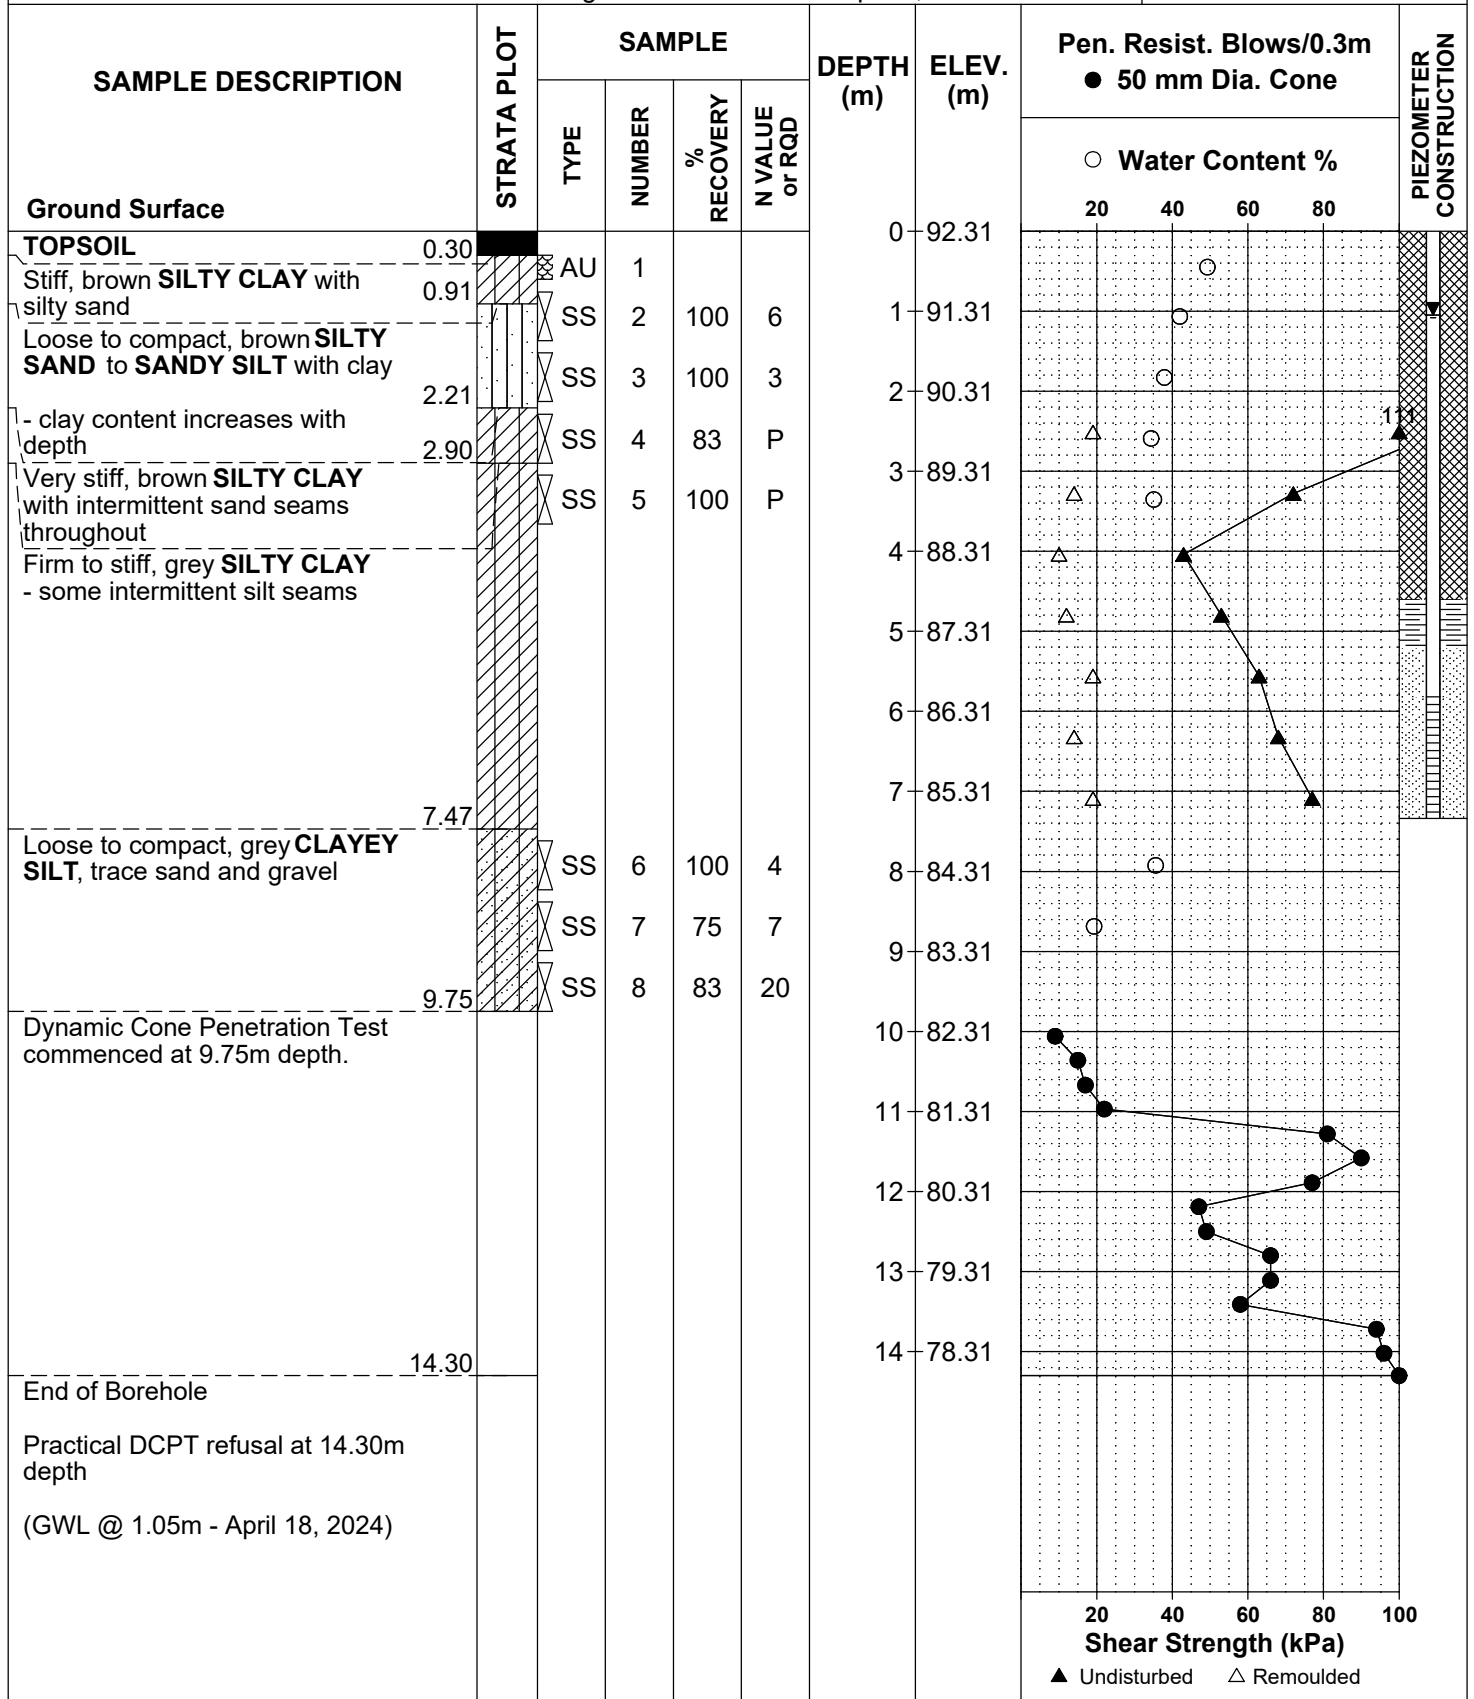 SAMPLE DESCRIPTION
Ground Surface
STRATA PLOT
SAMPLE
TYPE
NUMBER
%
RECOVERY
N VALUE
or RQD
DEPTH
(m)
ELEV.
(m)
Pen. Resist. Blows/0.3m
● 50 mm Dia. Cone
○ Water Content %
20 40 60 80
PIEZOMETER
CONSTRUCTION
TOPSOIL 0.30
Stiff, brown SILTY CLAY with
silty sand 0.91
Loose to compact, brown SILTY
SAND to SANDY SILT with clay
2.21
- clay content increases with
depth 2.90
Very stiff, brown SILTY CLAY
with intermittent sand seams
throughout
Firm to stiff, grey SILTY CLAY
- some intermittent silt seams
7.47
Loose to compact, grey CLAYEY
SILT, trace sand and gravel
9.75
Dynamic Cone Penetration Test
commenced at 9.75m depth.
14.30
End of Borehole
Practical DCPT refusal at 14.30m
depth
(GWL @ 1.05m - April 18, 2024)
AU 1
SS 2 100 6
SS 3 100 3
SS 4 83 P
SS 5 100 P
SS 6 100 4
SS 7 75 7
SS 8 83 20
0 92.31
1 91.31
2 90.31
3 89.31
4 88.31
5 87.31
6 86.31
7 85.31
8 84.31
9 83.31
10 82.31
11 81.31
12 80.31
13 79.31
14 78.31
111
20 40 60 80 100
Shear Strength (kPa)
▲ Undisturbed △ Remoulded